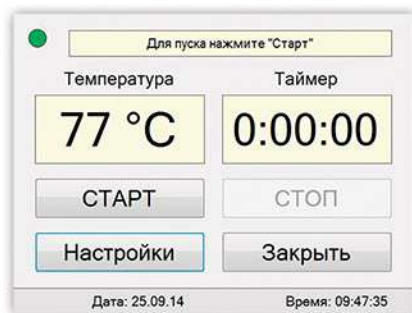 Для пуска нажмите "Старт"
Температура Таймер
77 °C 0:00:00
СТАРТ СТОП
Настройки Закрыть
Дата: 25.09.14 Время: 09:47:35